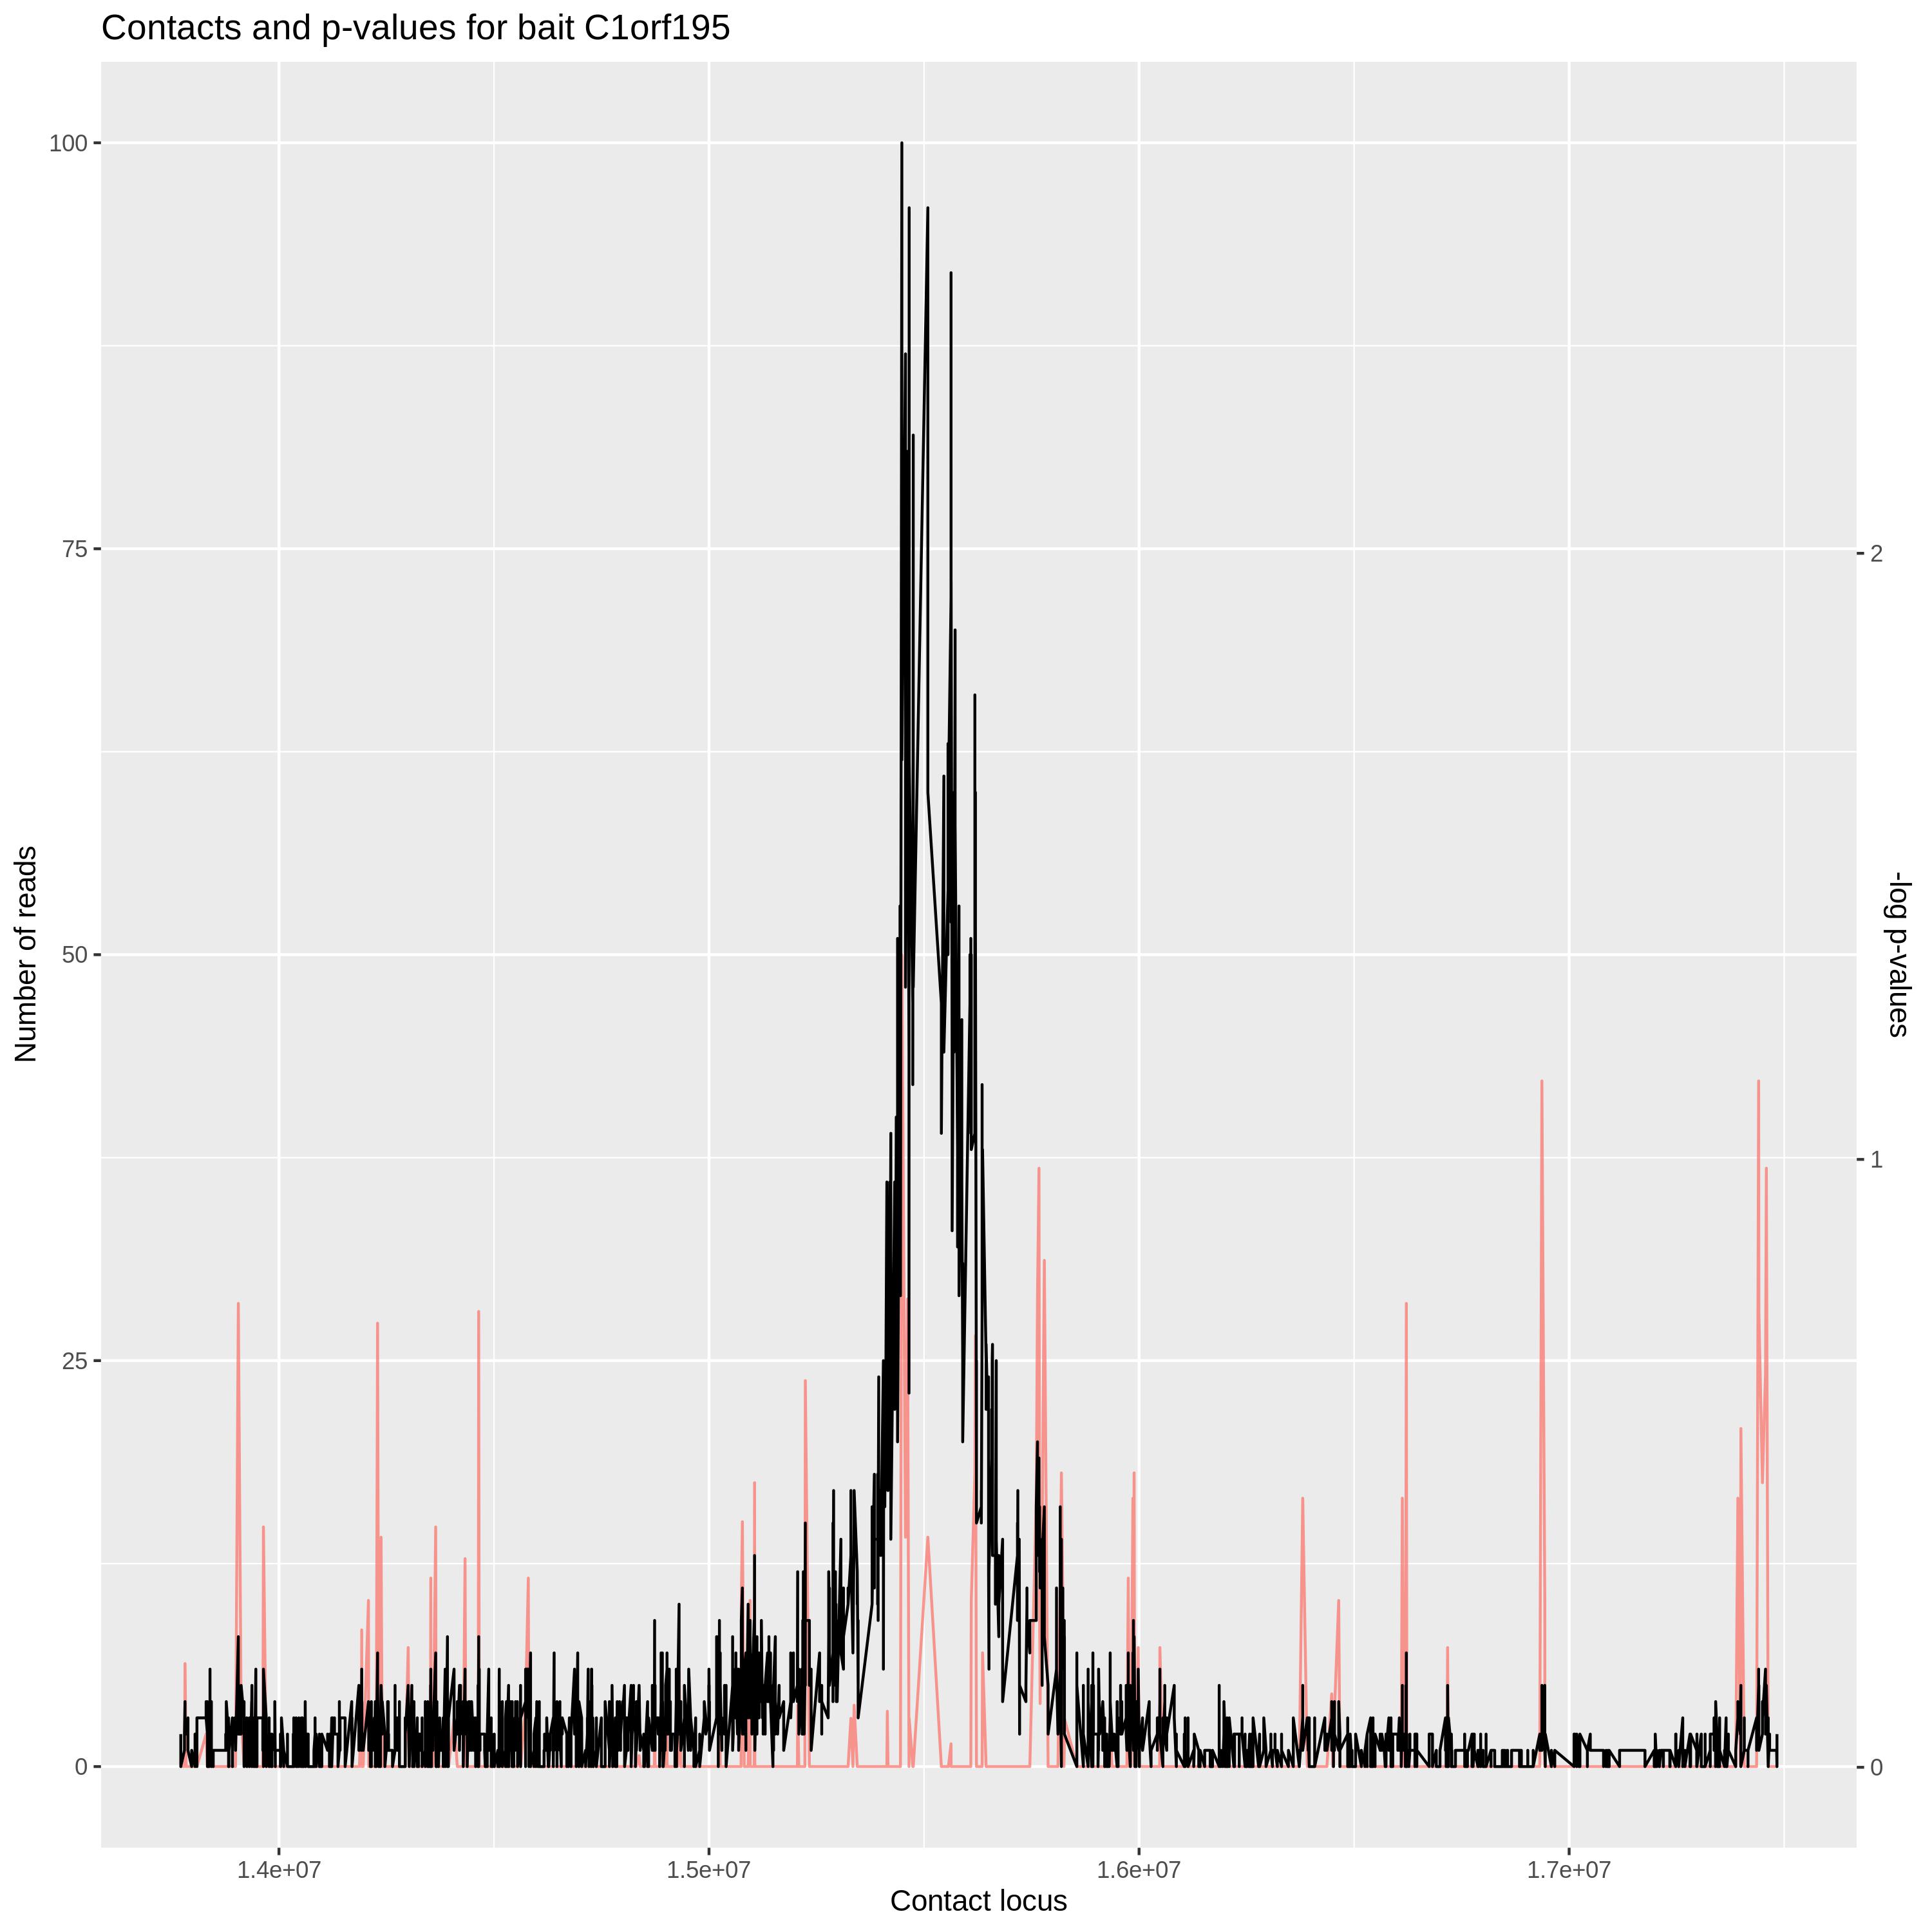 Contacts and p-values for bait C1orf195
100
75
50
25
0
Number of reads
2
1
0
-log p-values
1.4e+07
1.5e+07
1.6e+07
1.7e+07
Contact locus